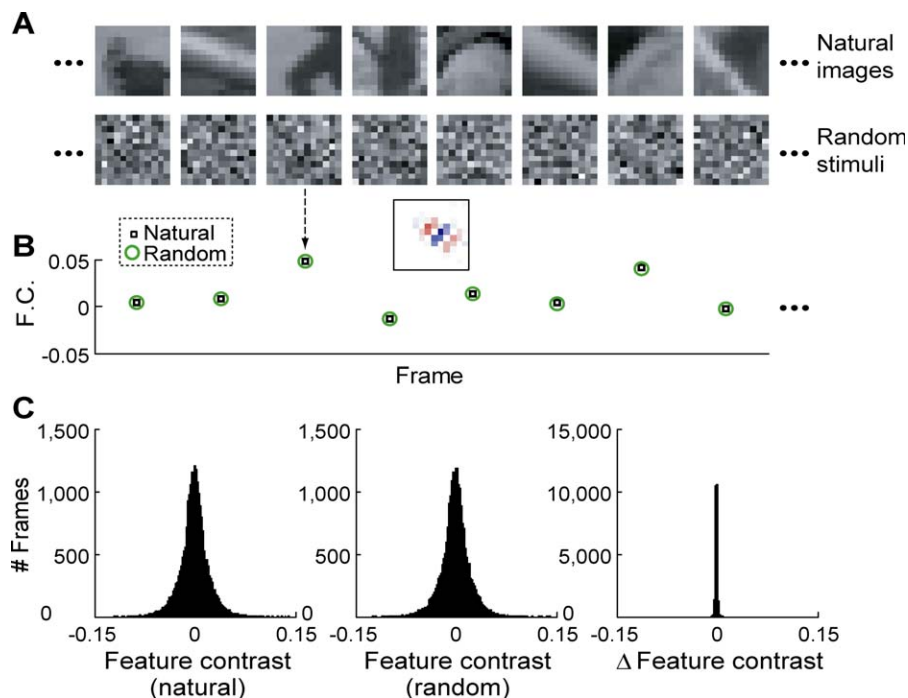 A
••• ••• Natural
images
••• ••• Random
stimuli
B
Natural
Random
0.05
0
-0.05
F.C.
•••
Frame
C
1,500 1,500 15,000
1,000 1,000 10,000
500 500 5,000
0 0 0
# Frames
-0.15 0 0.15 -0.15 0 0.15 -0.15 0 0.15
Feature contrast Feature contrast Δ Feature contrast
(natural) (random)